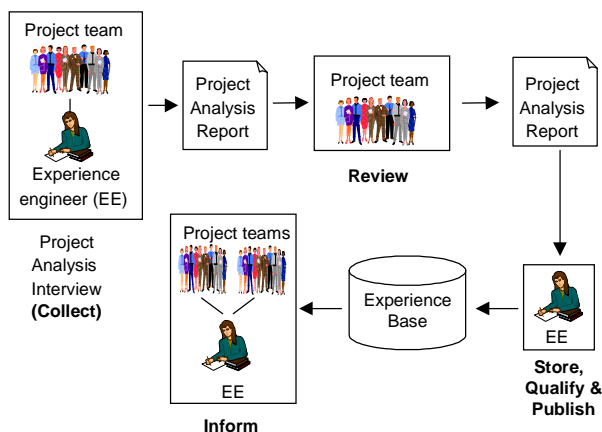 Project team
Experience
engineer (EE)
Project
Analysis
Interview
(Collect)
Project
Analysis
Report
Project team
Review
Project
Analysis
Report
EE
Store,
Qualify &
Publish
Experience
Base
Project teams
EE
Inform